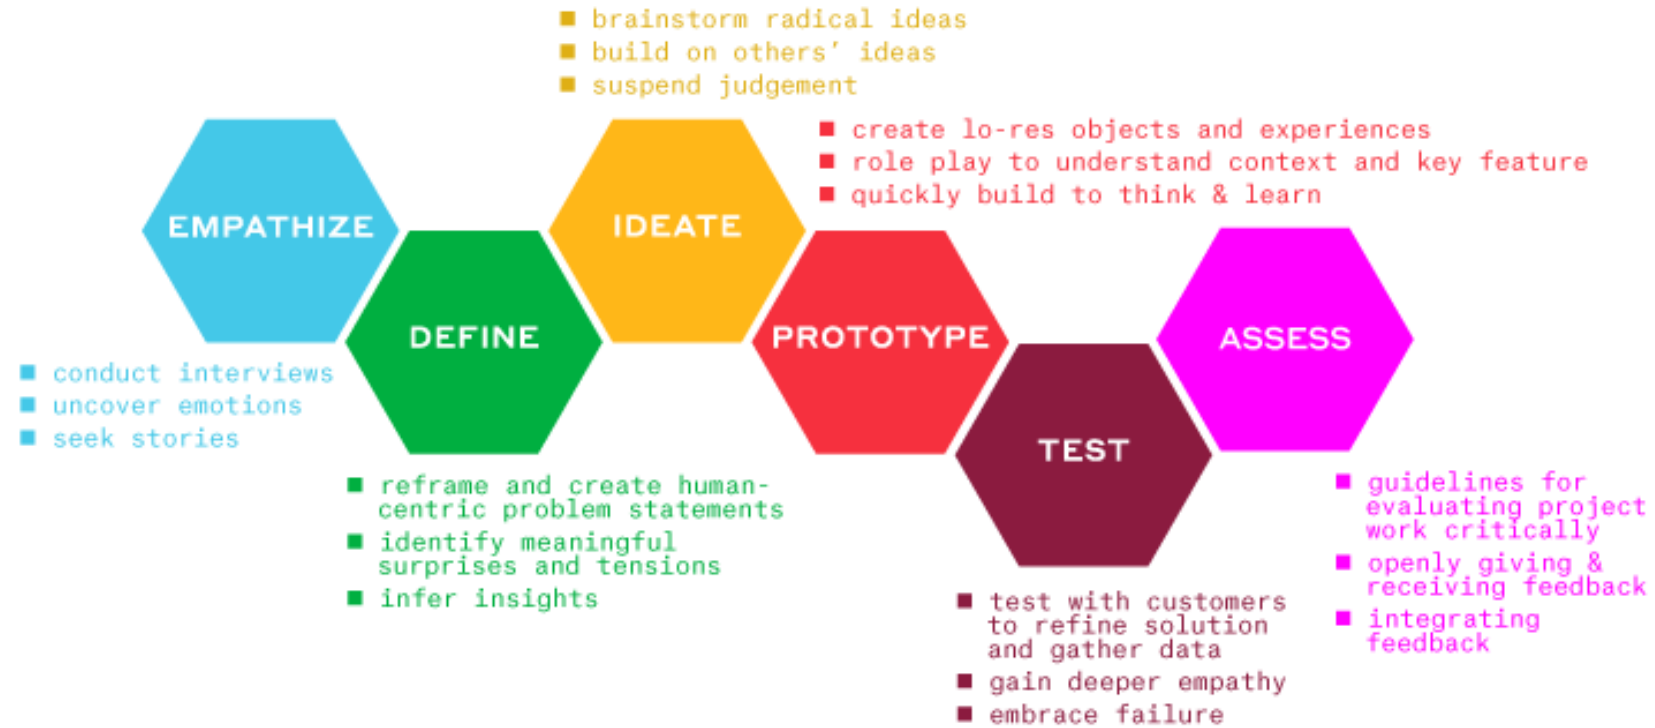 brainstorm radical ideas
build on others' ideas
suspend judgement
create lo-res objects and experiences
role play to understand context and key feature
quickly build to think & learn
EMPATHIZE
IDEATE
DEFINE
PROTOTYPE
ASSESS
TEST
conduct interviews
uncover emotions
seek stories
reframe and create human-
centric problem statements
identify meaningful
surprises and tensions
infer insights
test with customers
to refine solution
and gather data
gain deeper empathy
embrace failure
guidelines for
evaluating project
work critically
openly giving &
receiving feedback
integrating
feedback